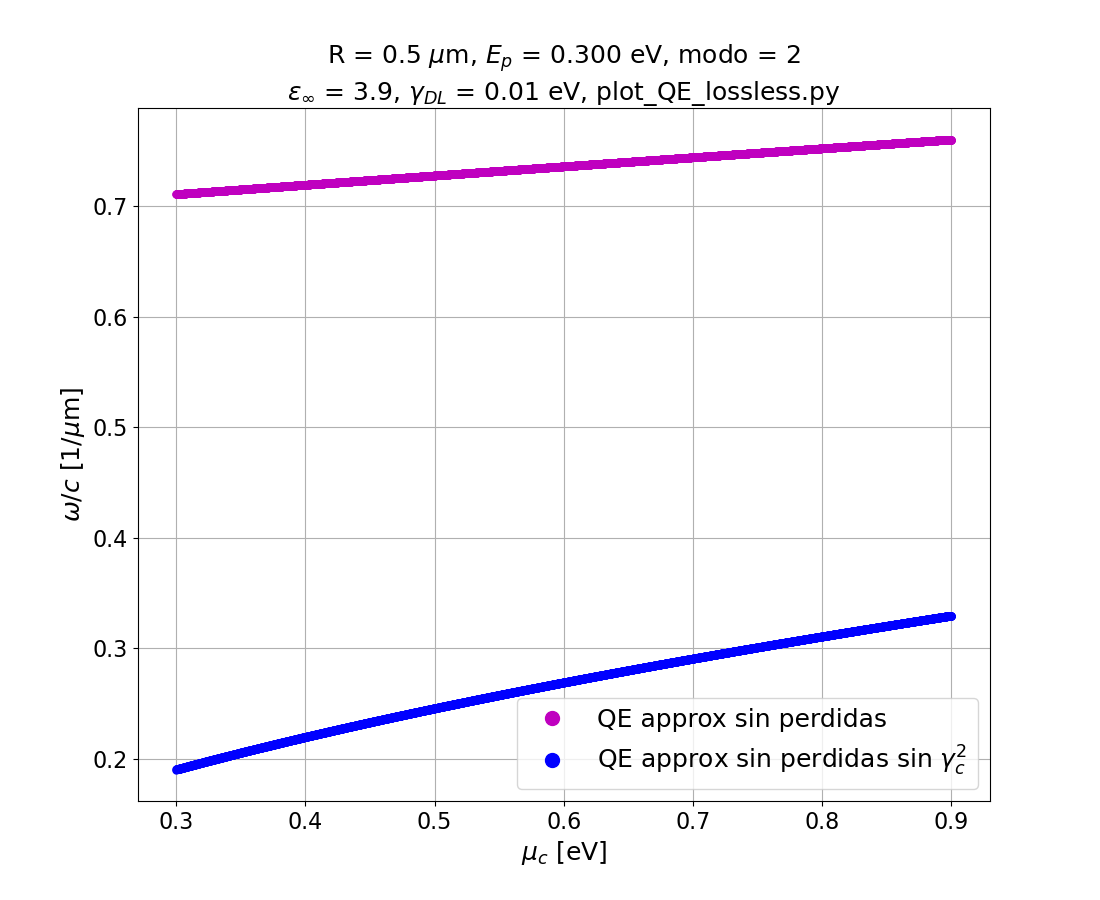 R = 0.5 μm, E_p = 0.300 eV, modo = 2
ε_∞ = 3.9, γ_DL = 0.01 eV, plot_QE_lossless.py
ω/c [1/μm]
0.7
0.6
0.5
0.4
0.3
0.2
QE approx sin perdidas
QE approx sin perdidas sin γ_c^2
0.3 0.4 0.5 0.6 0.7 0.8 0.9
μ_c [eV]